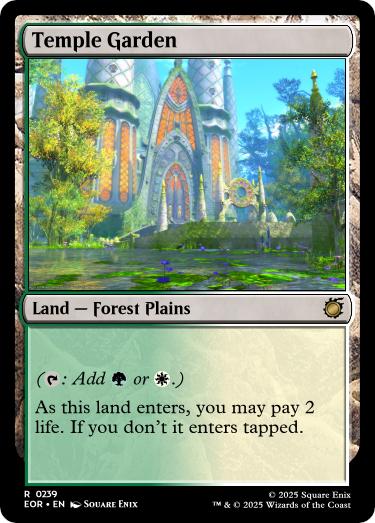 Temple Garden
Land — Forest Plains
(: Add or .)
As this land enters, you may pay 2
life. If you don't it enters tapped.
R 0239
EOR • EN SQUARE ENIX
© 2025 Square Enix
™ & © 2025 Wizards of the Coast